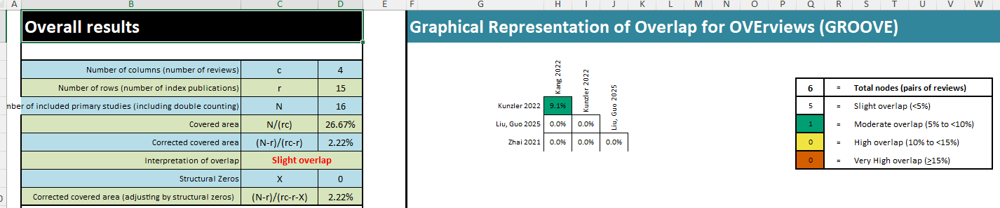 A B C D E F G H I J K L M N O P Q R S T U V W
Overall results
Graphical Representation of Overlap for OVErviews (GROOVE)
Number of columns (number of reviews) c 4
Number of rows (number of index publications) r 15
ber of included primary studies (including double counting) N 16
Covered area N/(rc) 26.67%
Corrected covered area (N-r)/(rc-r) 2.22%
Interpretation of overlap Slight overlap
Structural Zeros X 0
Corrected covered area (adjusting by structural zeros) (N-r)/(rc-r-X) 2.22%
Kang 2022
Kunzler 2022
Liu, Guo 2025
Kunzler 2022 9.1%
Liu, Guo 2025 0.0% 0.0%
Zhai 2021 0.0% 0.0% 0.0%
6 = Total nodes (pairs of reviews)
5 = Slight overlap (<5%)
1 = Moderate overlap (5% to <10%)
0 = High overlap (10% to <15%)
0 = Very High overlap (≥15%)